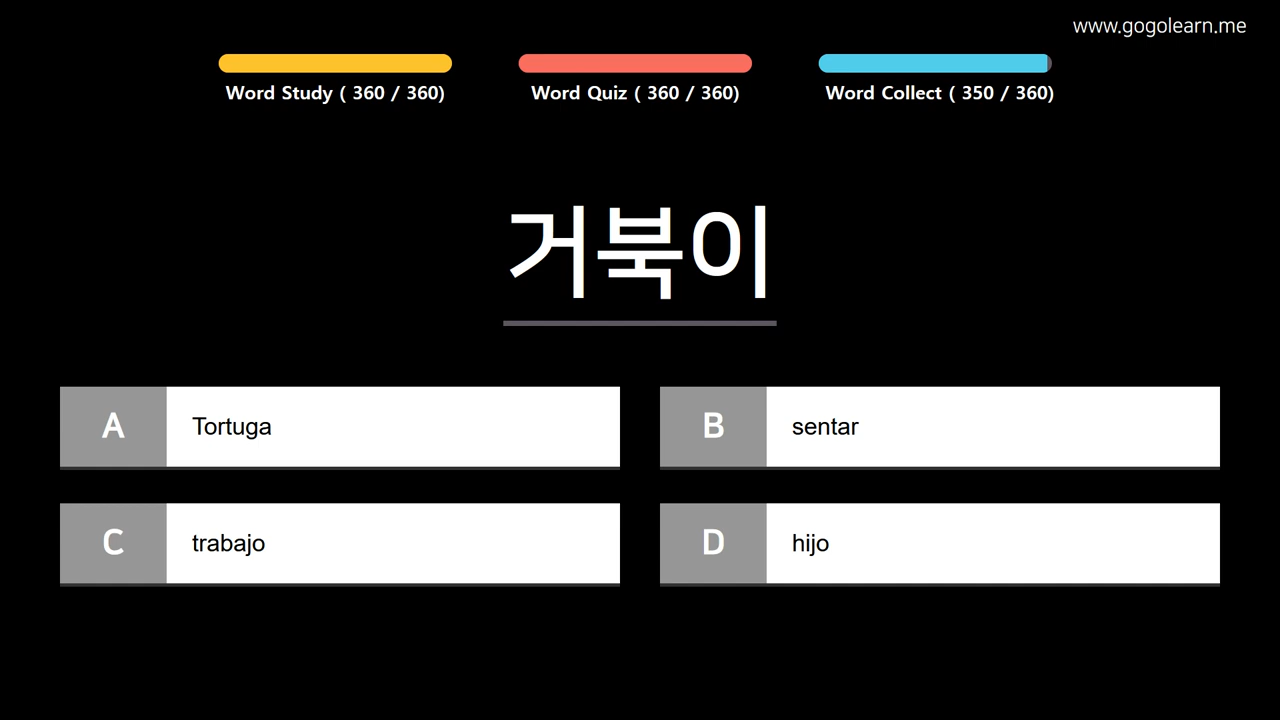 www.gogolearn.me
Word Study ( 360 / 360)
Word Quiz ( 360 / 360)
Word Collect ( 350 / 360)
거북이
A Tortuga
B sentar
C trabajo
D hijo